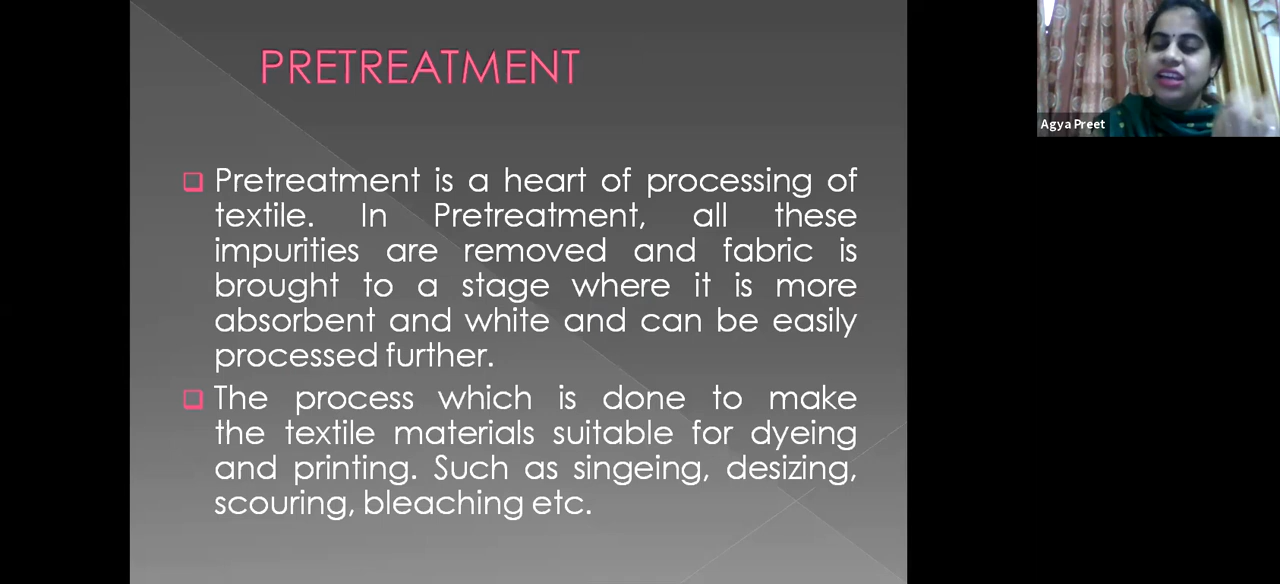 PRETREATMENT
Pretreatment is a heart of processing of
textile. In Pretreatment, all these
impurities are removed and fabric is
brought to a stage where it is more
absorbent and white and can be easily
processed further.
The process which is done to make
the textile materials suitable for dyeing
and printing. Such as singeing, desizing,
scouring, bleaching etc.
Agya Preet